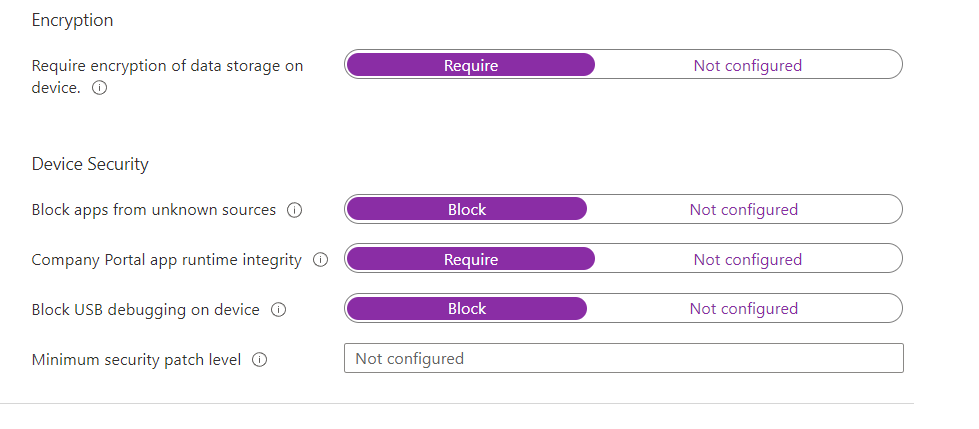 Encryption
Require encryption of data storage on
device.
Require
Not configured
Device Security
Block apps from unknown sources
Block
Not configured
Company Portal app runtime integrity
Require
Not configured
Block USB debugging on device
Block
Not configured
Minimum security patch level
Not configured